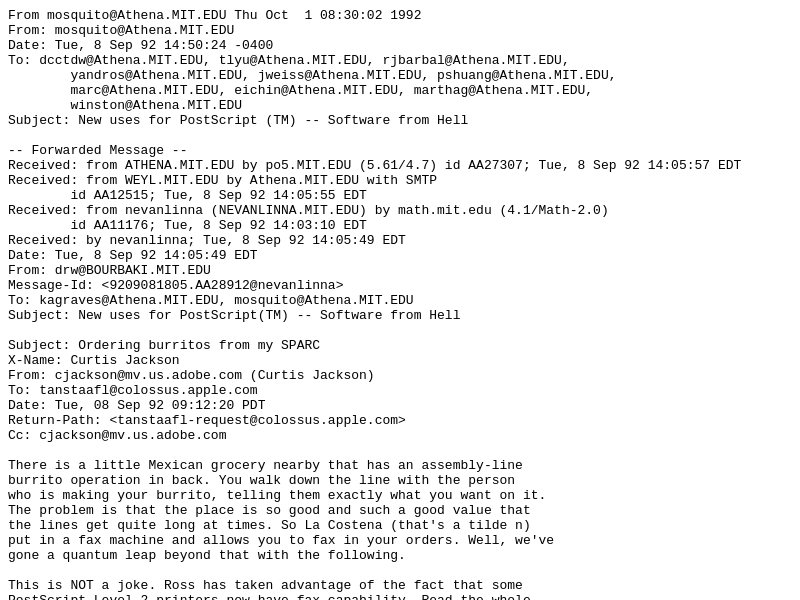 From mosquito@Athena.MIT.EDU Thu Oct  1 08:30:02 1992
From: mosquito@Athena.MIT.EDU
Date: Tue, 8 Sep 92 14:50:24 -0400
To: dcctdw@Athena.MIT.EDU, tlyu@Athena.MIT.EDU, rjbarbal@Athena.MIT.EDU,
        yandros@Athena.MIT.EDU, jweiss@Athena.MIT.EDU, pshuang@Athena.MIT.EDU,
        marc@Athena.MIT.EDU, eichin@Athena.MIT.EDU, marthag@Athena.MIT.EDU,
        winston@Athena.MIT.EDU
Subject: New uses for PostScript (TM) -- Software from Hell

-- Forwarded Message --
Received: from ATHENA.MIT.EDU by po5.MIT.EDU (5.61/4.7) id AA27307; Tue, 8 Sep 92 14:05:57 EDT
Received: from WEYL.MIT.EDU by Athena.MIT.EDU with SMTP
        id AA12515; Tue, 8 Sep 92 14:05:55 EDT
Received: from nevanlinna (NEVANLINNA.MIT.EDU) by math.mit.edu (4.1/Math-2.0)
        id AA11176; Tue, 8 Sep 92 14:03:10 EDT
Received: by nevanlinna; Tue, 8 Sep 92 14:05:49 EDT
Date: Tue, 8 Sep 92 14:05:49 EDT
From: drw@BOURBAKI.MIT.EDU
Message-Id: <9209081805.AA28912@nevanlinna>
To: kagraves@Athena.MIT.EDU, mosquito@Athena.MIT.EDU
Subject: New uses for PostScript(TM) -- Software from Hell

Subject: Ordering burritos from my SPARC
X-Name: Curtis Jackson
From: cjackson@mv.us.adobe.com (Curtis Jackson)
To: tanstaafl@colossus.apple.com
Date: Tue, 08 Sep 92 09:12:20 PDT
Return-Path: <tanstaafl-request@colossus.apple.com>
Cc: cjackson@mv.us.adobe.com

There is a little Mexican grocery nearby that has an assembly-line
burrito operation in back. You walk down the line with the person
who is making your burrito, telling them exactly what you want on it.
The problem is that the place is so good and such a good value that
the lines get quite long at times. So La Costena (that's a tilde n)
put in a fax machine and allows you to fax in your orders. Well, we've
gone a quantum leap beyond that with the following.

This is NOT a joke. Ross has taken advantage of the fact that some
PostScript Level 2 printers now have fax capability. Read the whole